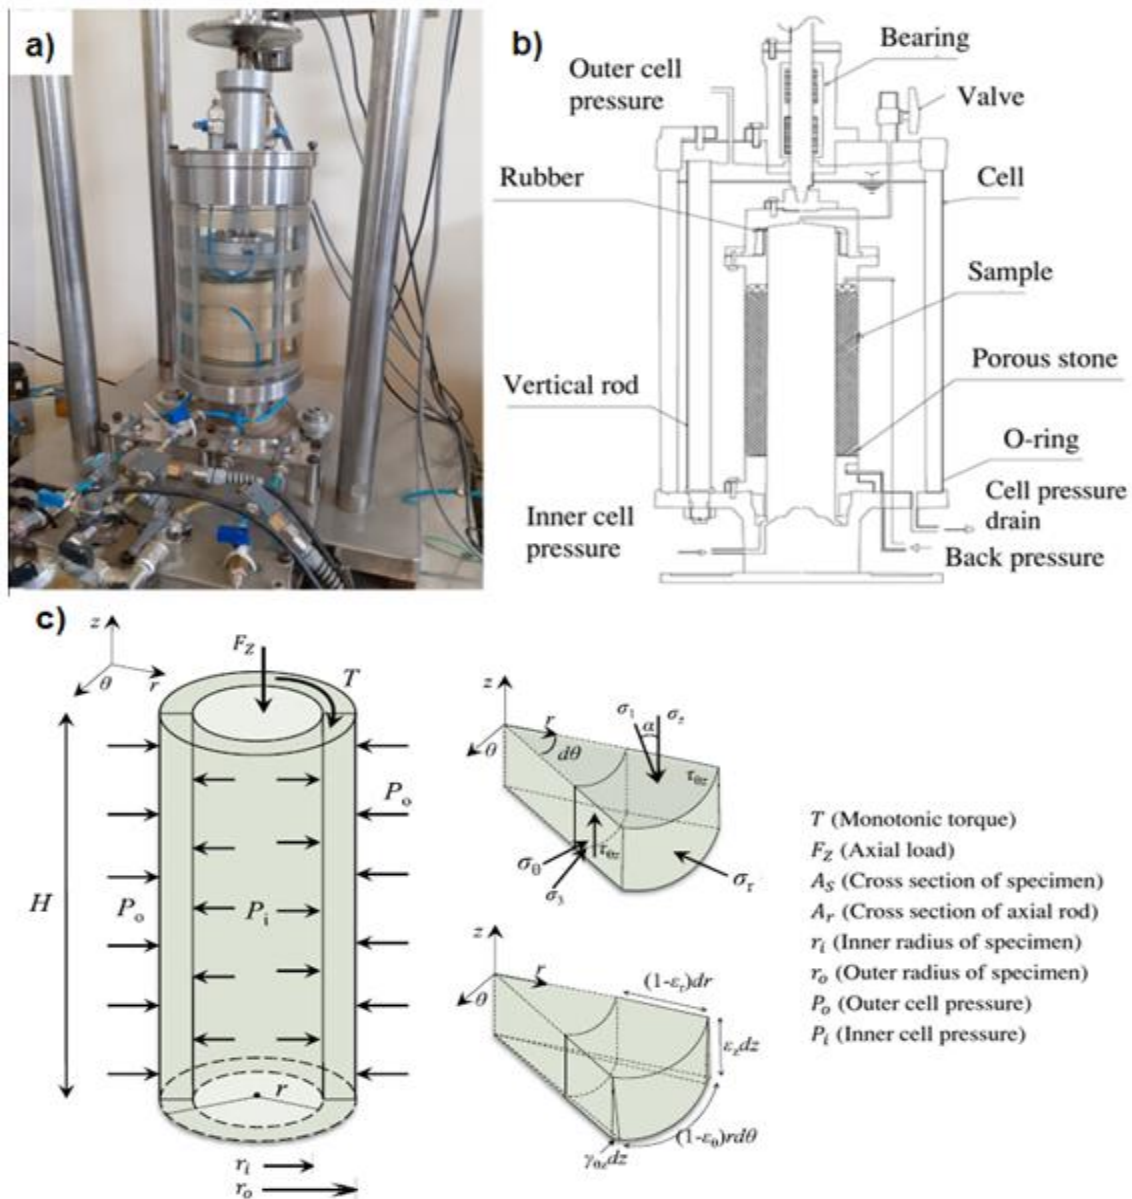 a)
b)
Bearing
Outer cell
pressure
Valve
Rubber
Cell
Sample
Porous stone
Vertical rod
O-ring
Inner cell
pressure
Cell pressure
drain
Back pressure
c)
z
θ
r
F_Z
T
H
P_o
P_i
P_o
r
r_i
r_o
z
r
θ
dθ
σ_1
α
σ_z
τ_θz
σ_θ
τ_θz
σ_3
σ_r
z
r
θ
(1-ε_r)dr
ε_z dz
(1-ε_θ)rdθ
γ_θz dz
T (Monotonic torque)
F_Z (Axial load)
A_S (Cross section of specimen)
A_r (Cross section of axial rod)
r_i (Inner radius of specimen)
r_o (Outer radius of specimen)
P_o (Outer cell pressure)
P_i (Inner cell pressure)